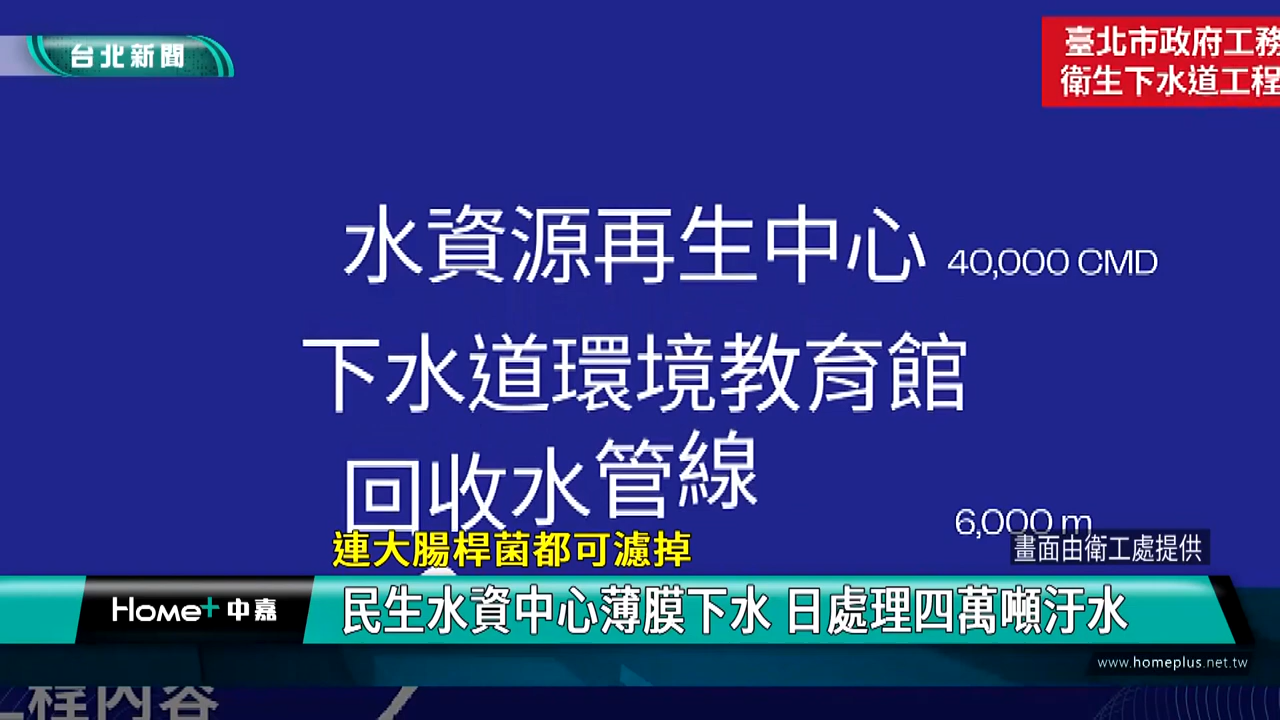 台北新聞
臺北市政府工務
衛生下水道工程
水資源再生中心 40,000 CMD
下水道環境教育館
回收水管線
6,000 m
連大腸桿菌都可濾掉
畫面由衛工處提供
Home+中嘉
民生水資中心薄膜下水 日處理四萬噸汙水
www.homeplus.net.tw
工程內容